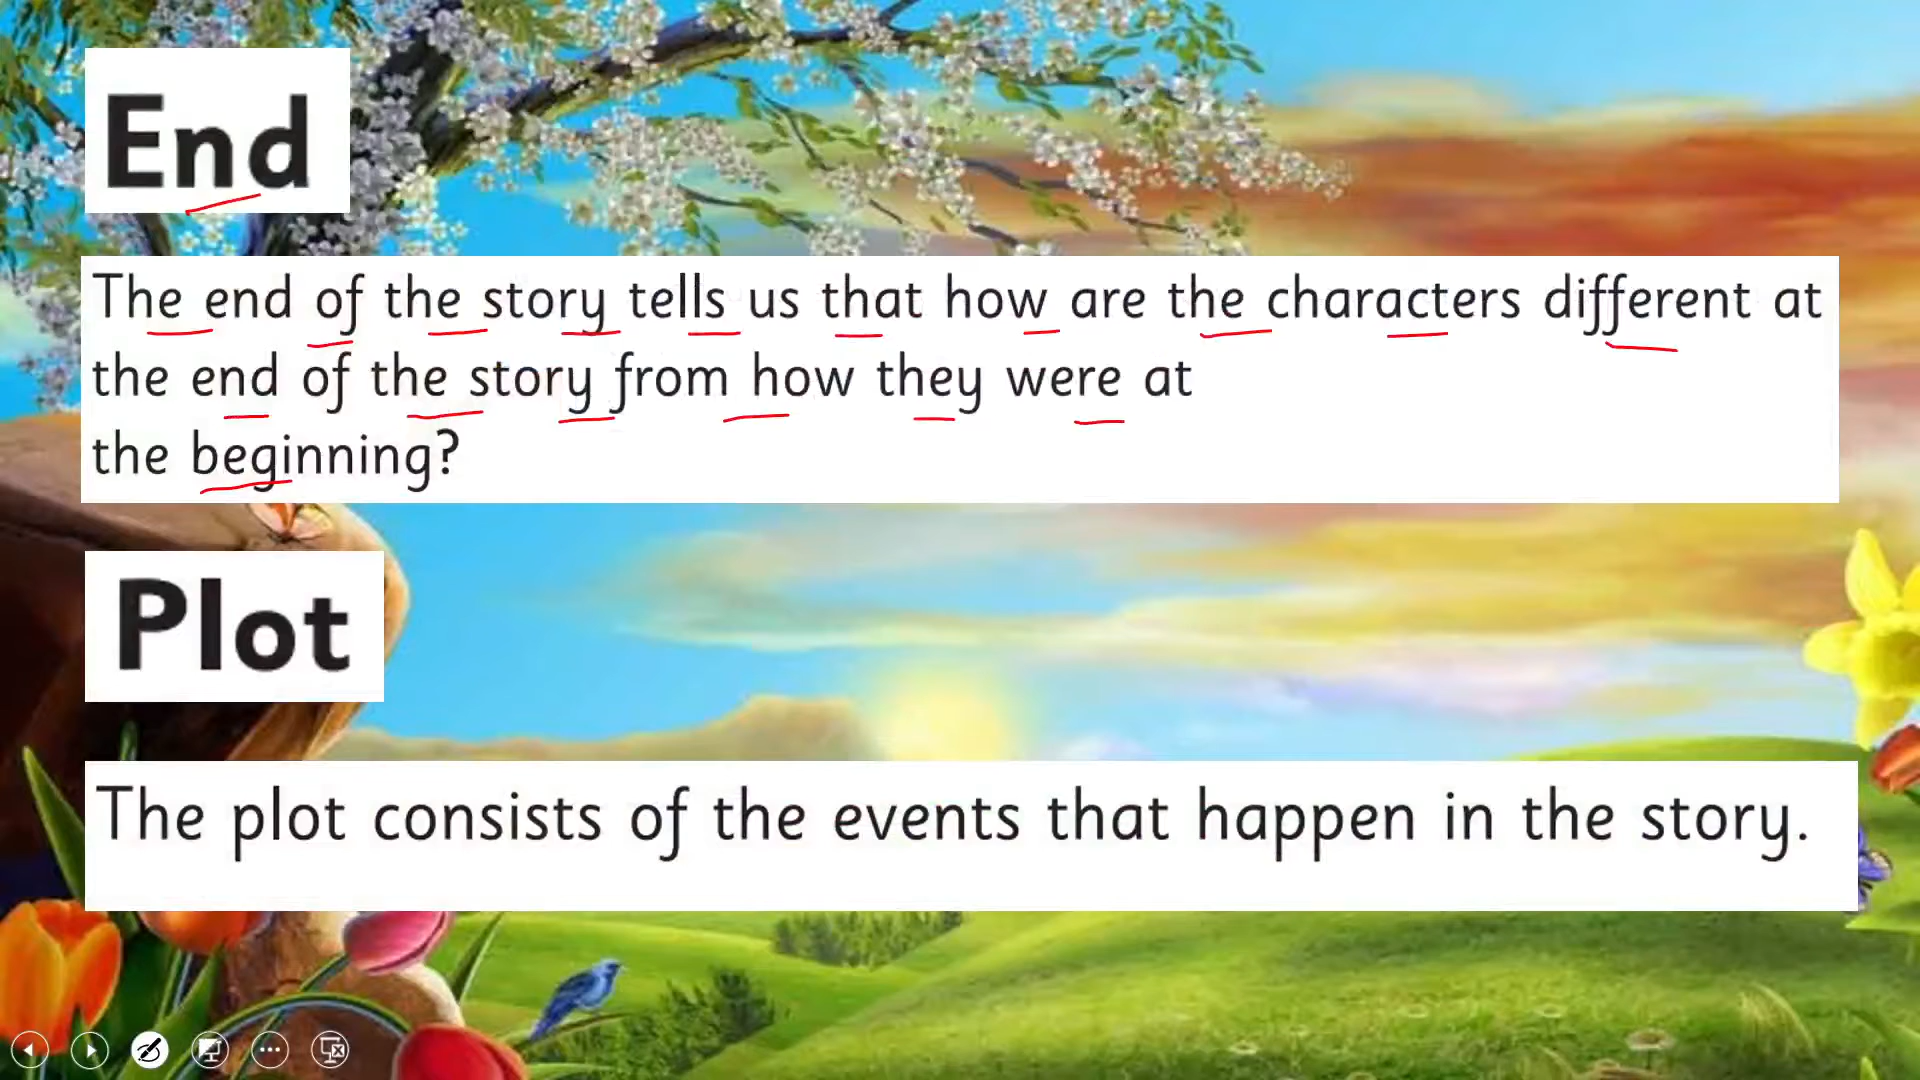 End
The end of the story tells us that how are the characters different at
the end of the story from how they were at
the beginning?
Plot
The plot consists of the events that happen in the story.